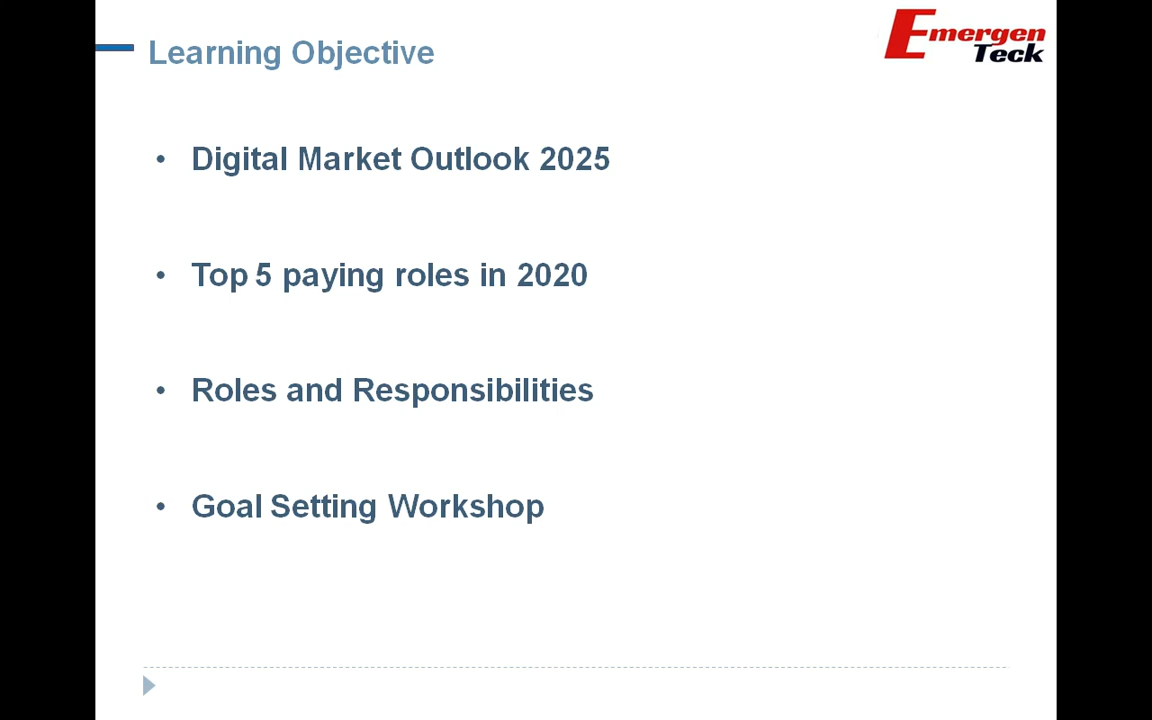 Learning Objective
Emergen
Teck
• Digital Market Outlook 2025
• Top 5 paying roles in 2020
• Roles and Responsibilities
• Goal Setting Workshop